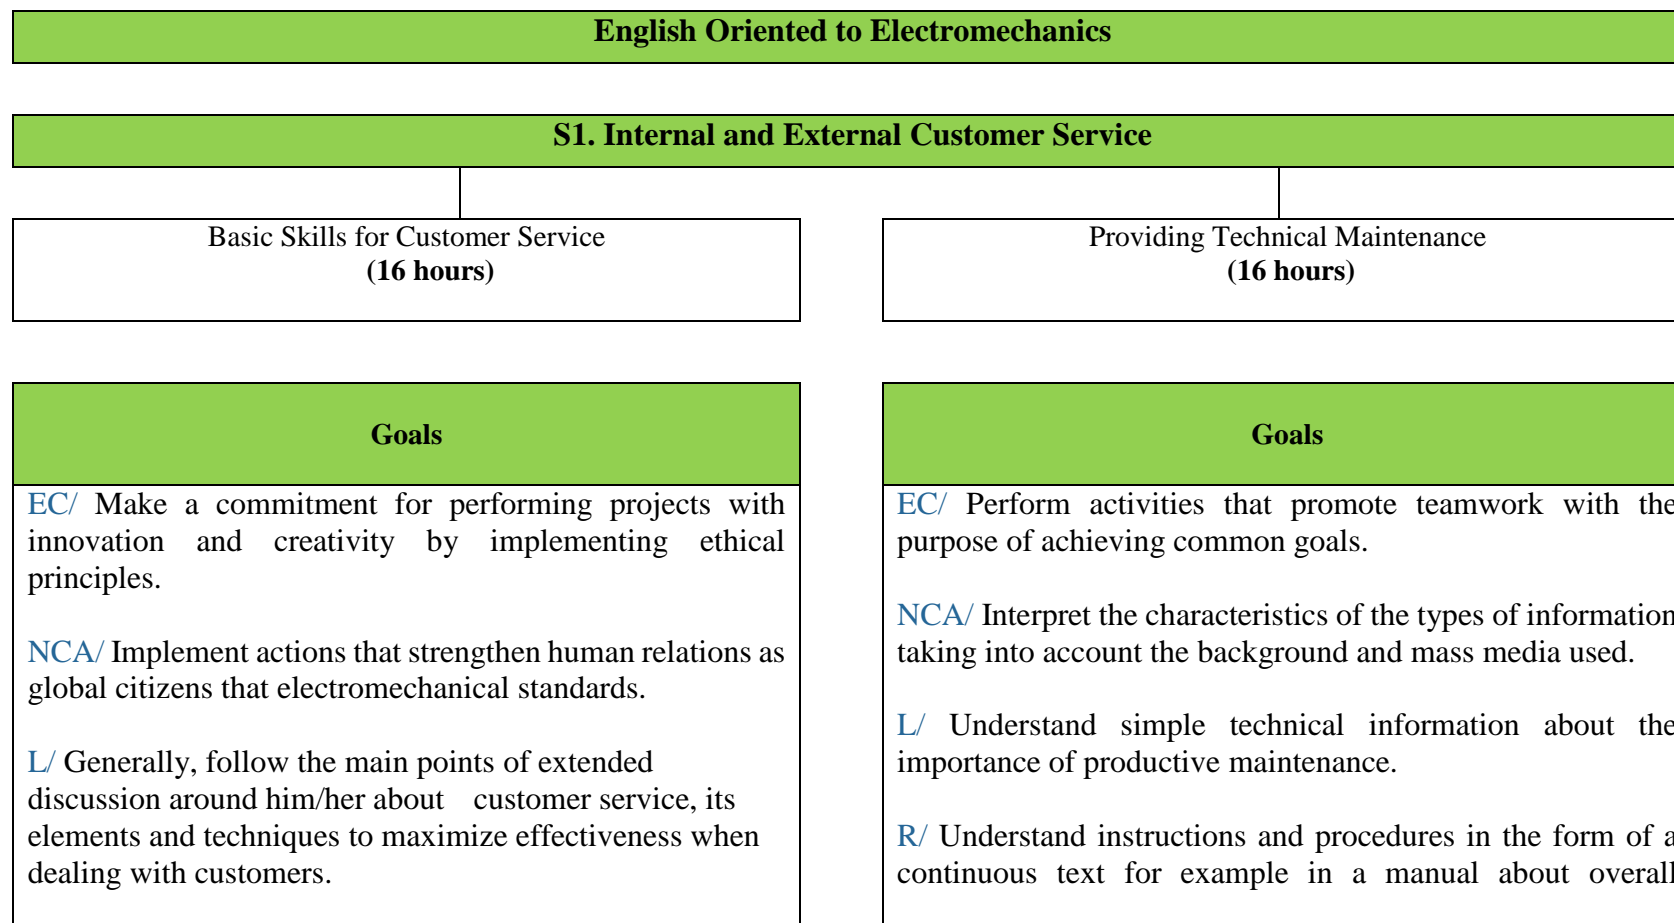 English Oriented to Electromechanics
S1. Internal and External Customer Service
Basic Skills for Customer Service
(16 hours)
Providing Technical Maintenance
(16 hours)
Goals
EC/ Make a commitment for performing projects with
innovation and creativity by implementing ethical
principles.
NCA/ Implement actions that strengthen human relations as
global citizens that electromechanical standards.
L/ Generally, follow the main points of extended
discussion around him/her about customer service, its
elements and techniques to maximize effectiveness when
dealing with customers.
Goals
EC/ Perform activities that promote teamwork with the
purpose of achieving common goals.
NCA/ Interpret the characteristics of the types of information
taking into account the background and mass media used.
L/ Understand simple technical information about the
importance of productive maintenance.
R/ Understand instructions and procedures in the form of a
continuous text for example in a manual about overall